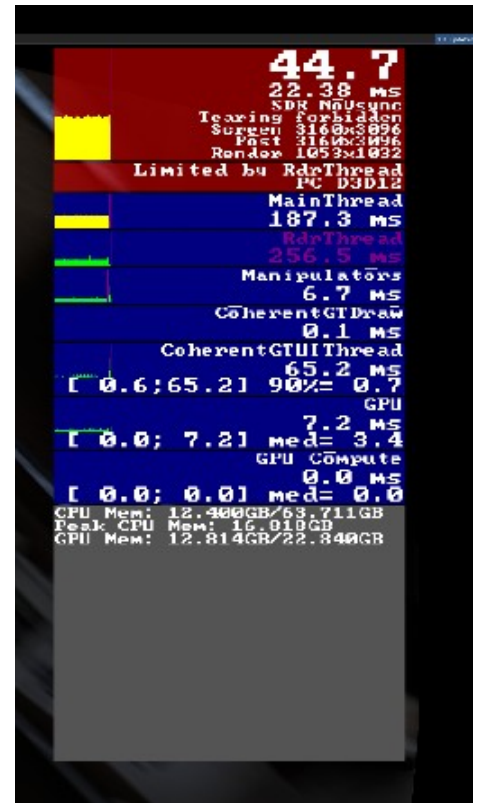 44.7
22.38 ms
SDR NoVsync
Tearing forbidden
Screen 3160x3096
Post 3160x3096
Render 1053x1032
Limited by RdrThread
PC D3D12
MainThread
187.3 ms
RdrThread
256.5 ms
Manipulators
6.7 ms
CoherentGTDraw
0.1 ms
CoherentGTUIThread
65.2 ms
[ 0.6;65.2] 90%= 0.7
GPU
7.2 ms
[ 0.0; 7.2] med= 3.4
GPU Compute
0.0 ms
[ 0.0; 0.0] med= 0.0
CPU Mem: 12.400GB/63.711GB
Peak CPU Mem: 16.818GB
GPU Mem: 12.814GB/22.840GB